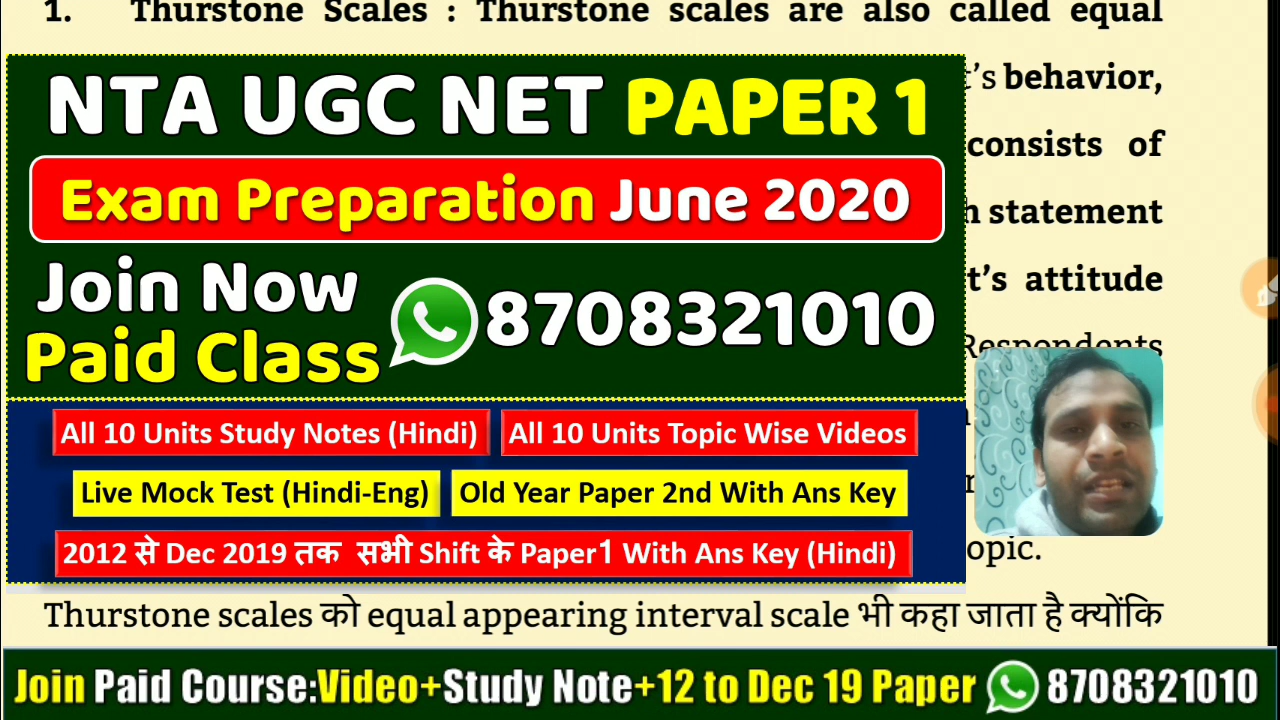 1. Thurstone Scales : Thurstone scales are also called equal
NTA UGC NET PAPER 1
Exam Preparation June 2020
Join Now
Paid Class
8708321010
All 10 Units Study Notes (Hindi)
All 10 Units Topic Wise Videos
Live Mock Test (Hindi-Eng)
Old Year Paper 2nd With Ans Key
2012 से Dec 2019 तक सभी Shift के Paper1 With Ans Key (Hindi)
t's behavior,
consists of
statement
t's attitude
Respondents
opic.
Thurstone scales को equal appearing interval scale भी कहा जाता है क्योंकि
Join Paid Course:Video+Study Note+12 to Dec 19 Paper 8708321010